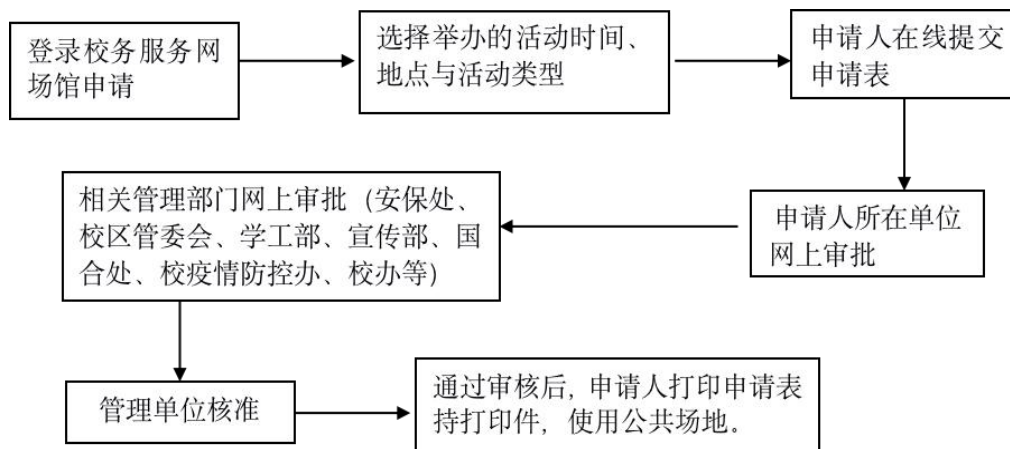 登录校务服务网
场馆申请
选择举办的活动时间、
地点与活动类型
申请人在线提交
申请表
申请人所在单位
网上审批
相关管理部门网上审批（安保处、
校区管委会、学工部、宣传部、国
合处、校疫情防控办、校办等）
管理单位核准
通过审核后，申请人打印申请表
持打印件，使用公共场地。